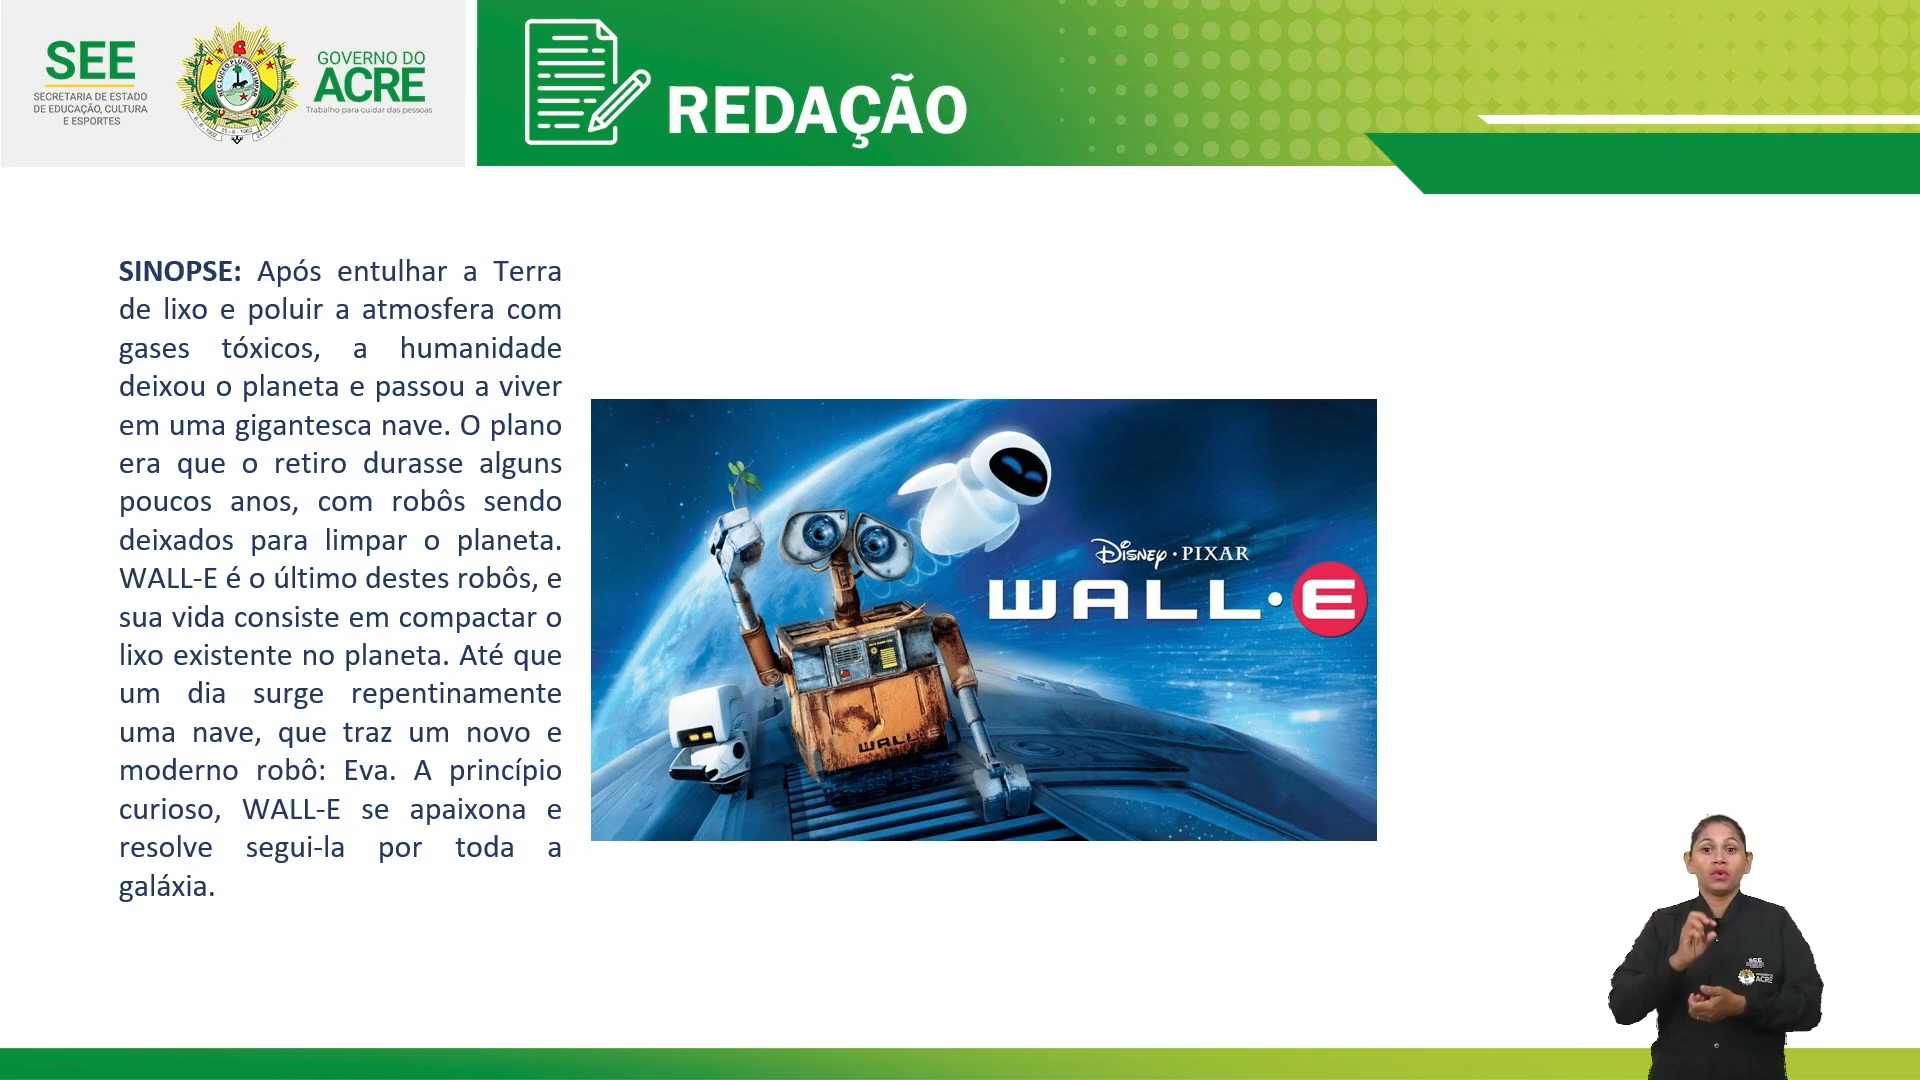 SEE
SECRETARIA DE ESTADO
DE EDUCAÇÃO, CULTURA
E ESPORTES
GOVERNO DO
ACRE
Trabalho para cuidar das pessoas
REDAÇÃO
SINOPSE: Após entulhar a Terra
de lixo e poluir a atmosfera com
gases tóxicos, a humanidade
deixou o planeta e passou a viver
em uma gigantesca nave. O plano
era que o retiro durasse alguns
poucos anos, com robôs sendo
deixados para limpar o planeta.
WALL-E é o último destes robôs, e
sua vida consiste em compactar o
lixo existente no planeta. Até que
um dia surge repentinamente
uma nave, que traz um novo e
moderno robô: Eva. A princípio
curioso, WALL-E se apaixona e
resolve segui-la por toda a
galáxia.
DISNEY · PIXAR
WALL·E
WALL·E
SEE
ACRE